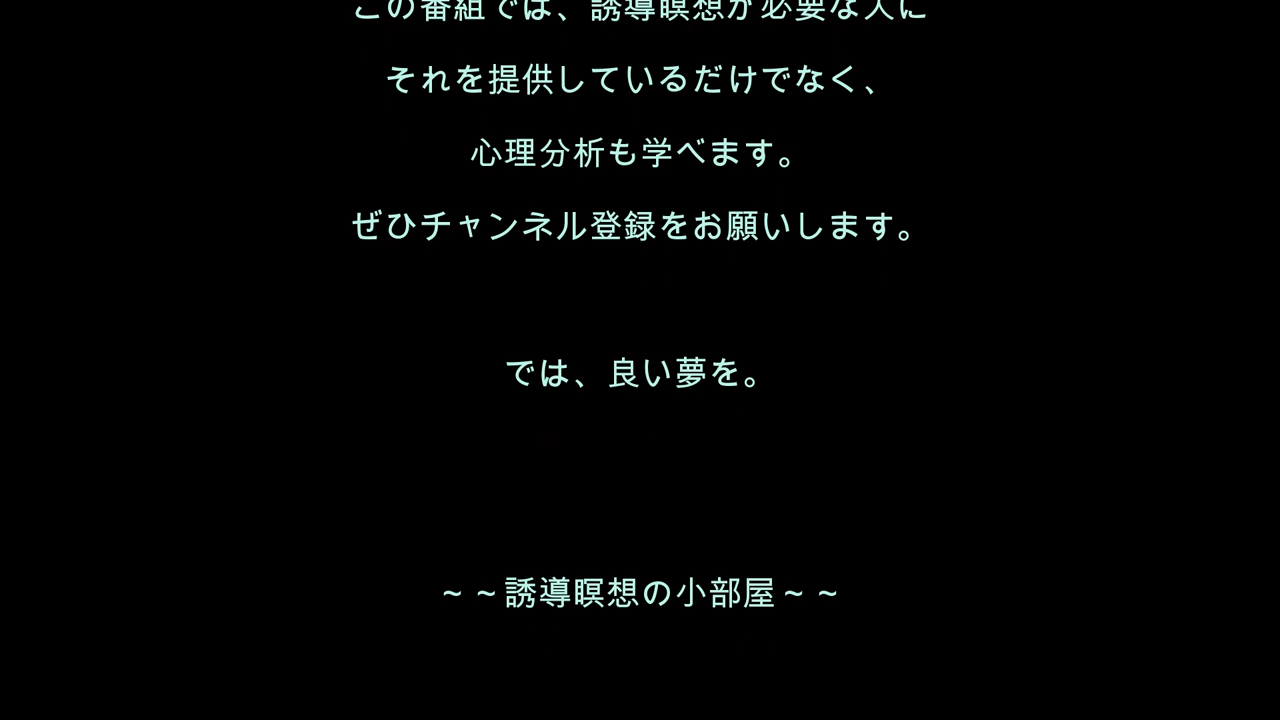 この番組では、誘導瞑想が必要な人に
それを提供しているだけでなく、
心理分析も学べます。
ぜひチャンネル登録をお願いします。
では、良い夢を。
~~誘導瞑想の小部屋~~